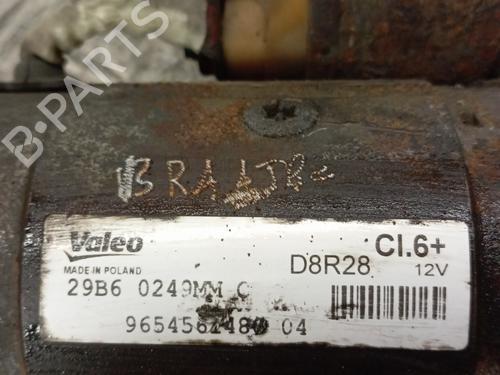 B-PARTS
Valeo
Cl.6+
MADE IN POLAND
D8R28
12V
29B6 0249MM C
04